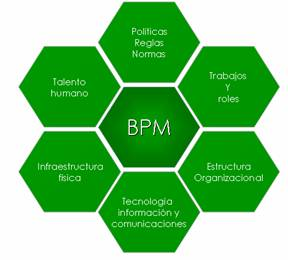 Políticas
Reglas
Normas
Talento
humano
Trabajos
Y
roles
BPM
Infraestructura
física
Estructura
Organizacional
Tecnología
información y
comunicaciones